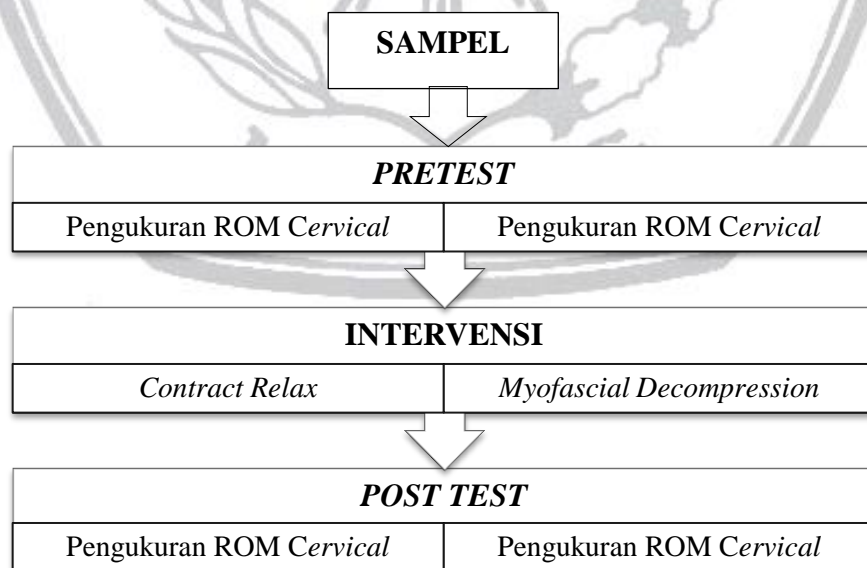 SAMPEL
PRETEST
Pengukuran ROM Cervical Pengukuran ROM Cervical
INTERVENSI
Contract Relax Myofascial Decompression
POST TEST
Pengukuran ROM Cervical Pengukuran ROM Cervical